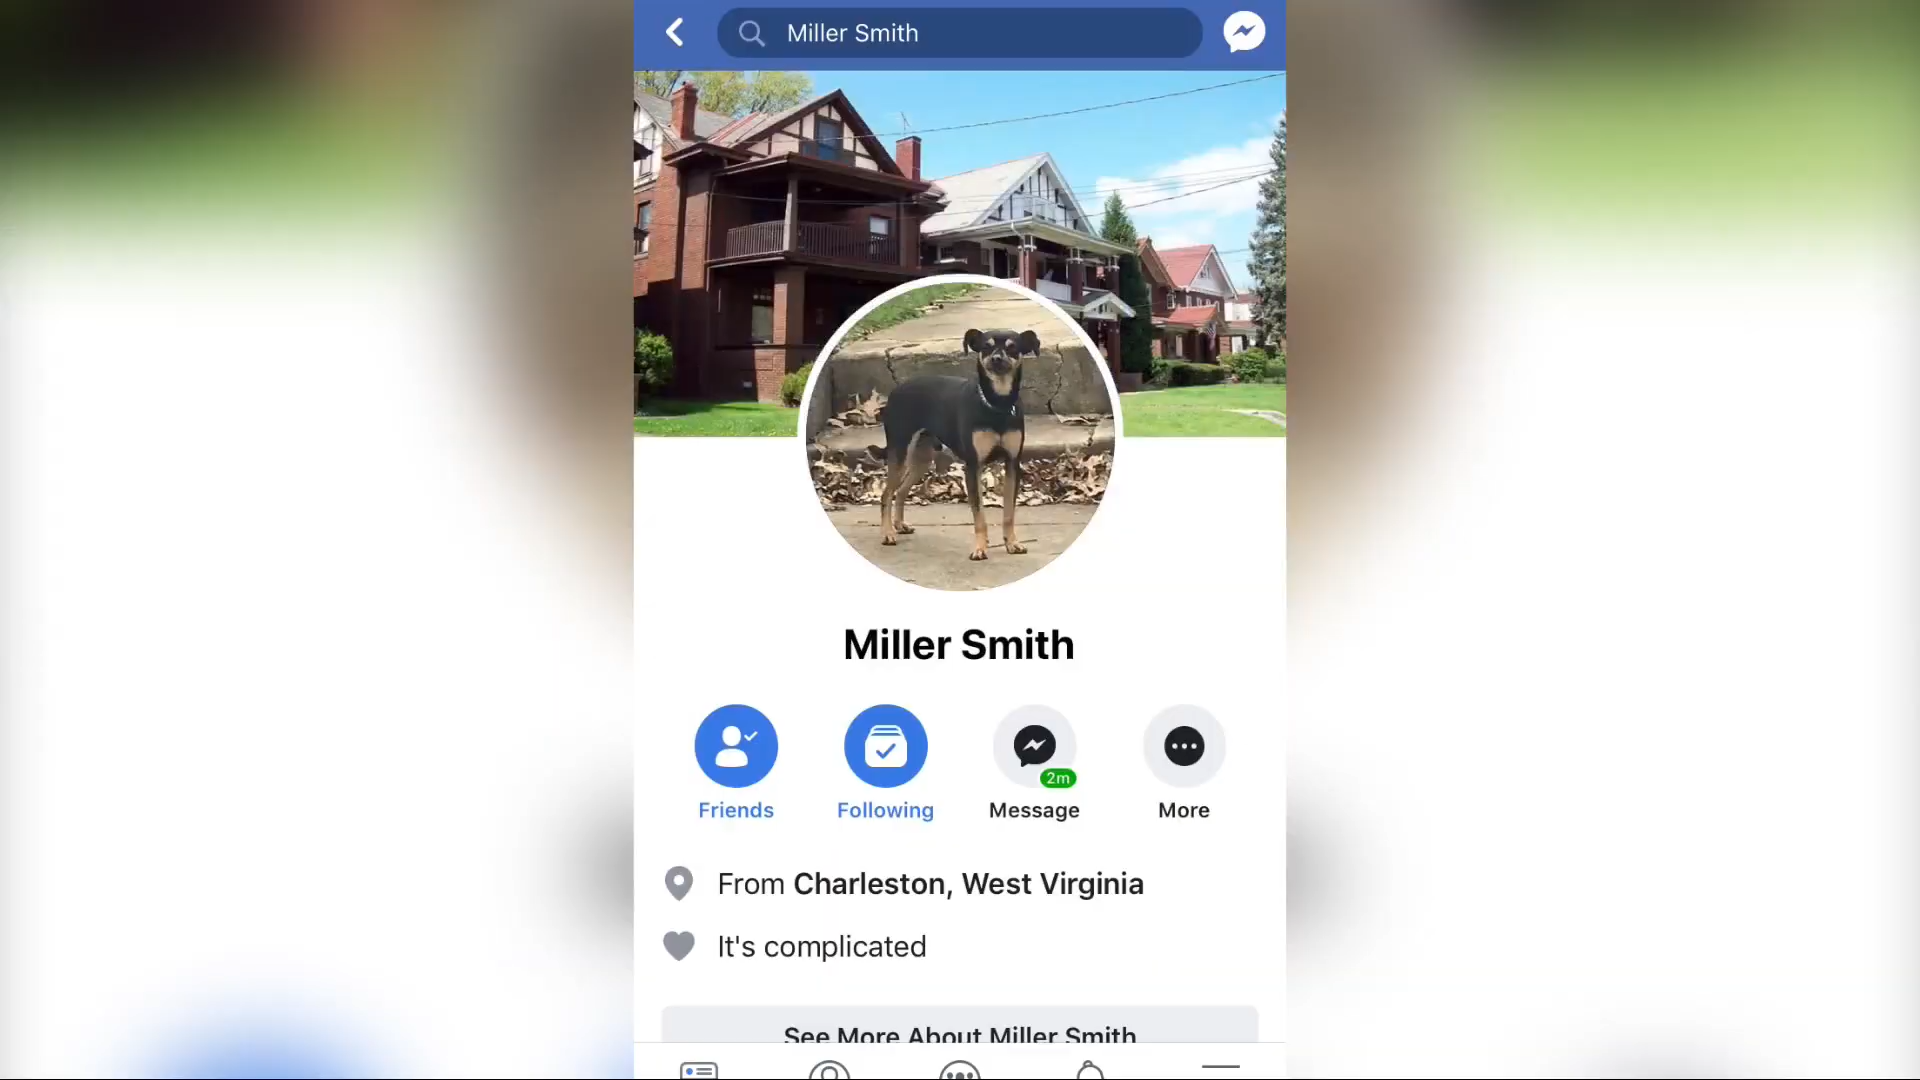 Miller Smith
Miller Smith
Friends Following Message More
2m
From Charleston, West Virginia
It's complicated
See More About Miller Smith